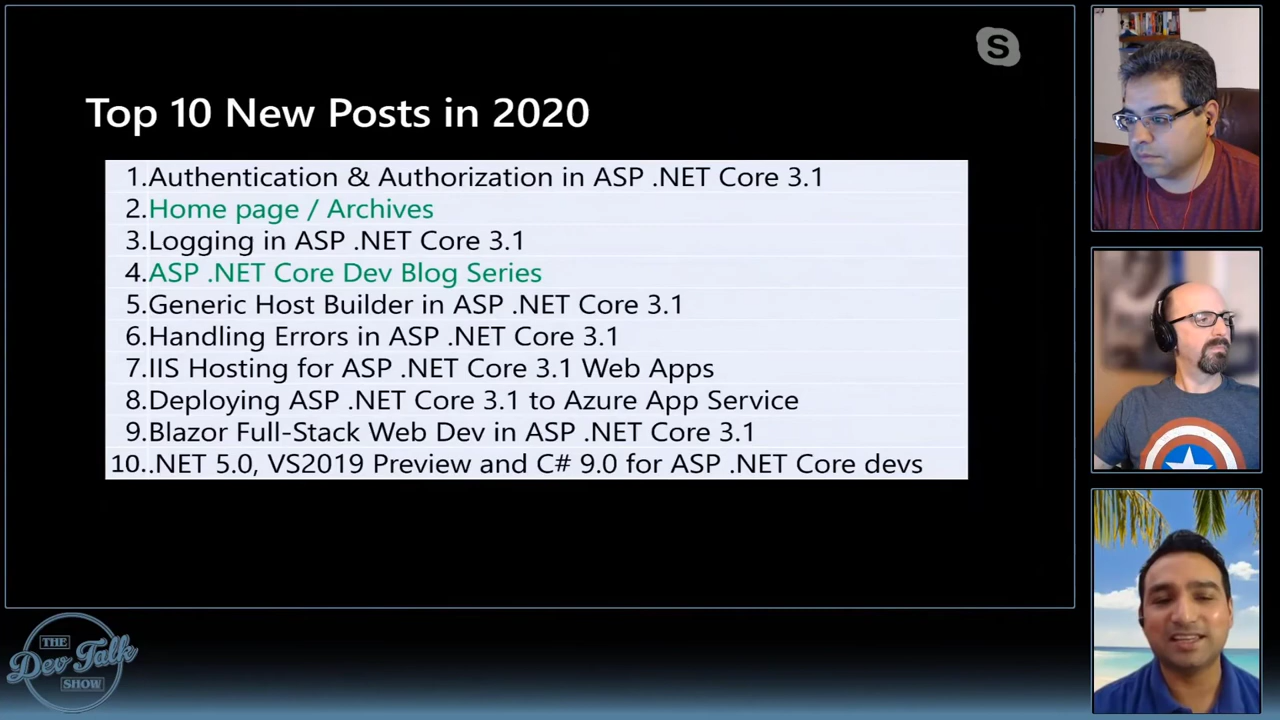 S
Top 10 New Posts in 2020
1.Authentication & Authorization in ASP .NET Core 3.1
2.Home page / Archives
3.Logging in ASP .NET Core 3.1
4.ASP .NET Core Dev Blog Series
5.Generic Host Builder in ASP .NET Core 3.1
6.Handling Errors in ASP .NET Core 3.1
7.IIS Hosting for ASP .NET Core 3.1 Web Apps
8.Deploying ASP .NET Core 3.1 to Azure App Service
9.Blazor Full-Stack Web Dev in ASP .NET Core 3.1
10..NET 5.0, VS2019 Preview and C# 9.0 for ASP .NET Core devs
THE
Dev Talk
SHOW